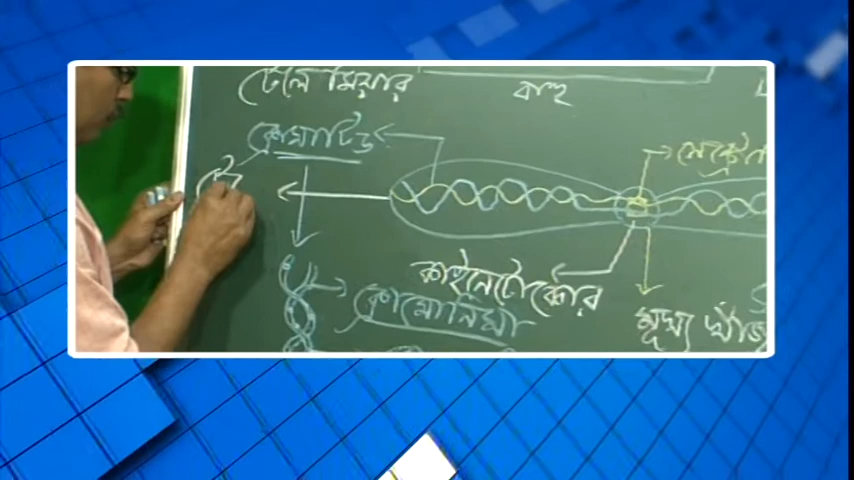 টেলোমিয়ার
বাহু
ক্রোমাটিড
কাইনেটোকোর
ক্রোমোনিমা
মুখ্য খাঁজ